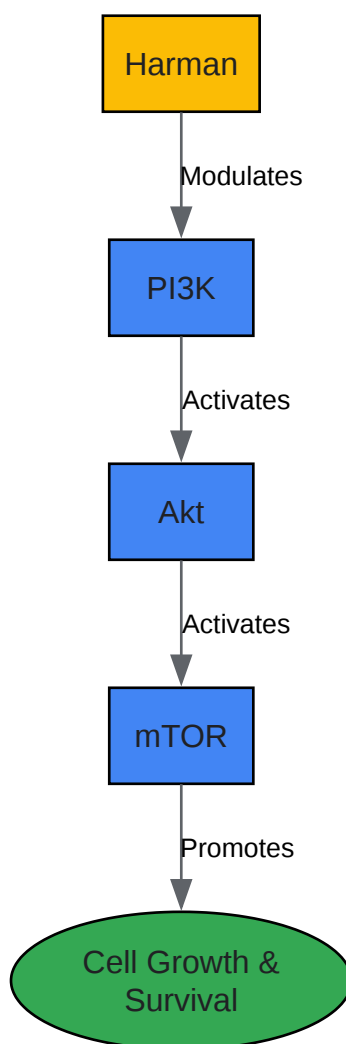 Harman
Modulates
PI3K
Activates
Akt
Activates
mTOR
Promotes
Cell Growth &
Survival